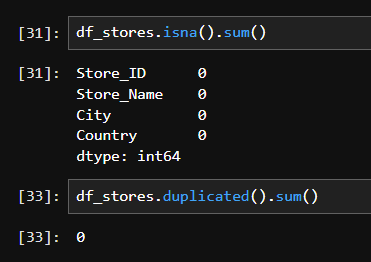 [31]: df_stores.isna().sum()
[31]: Store_ID      0
Store_Name    0
City          0
Country       0
dtype: int64
[33]: df_stores.duplicated().sum()
[33]: 0